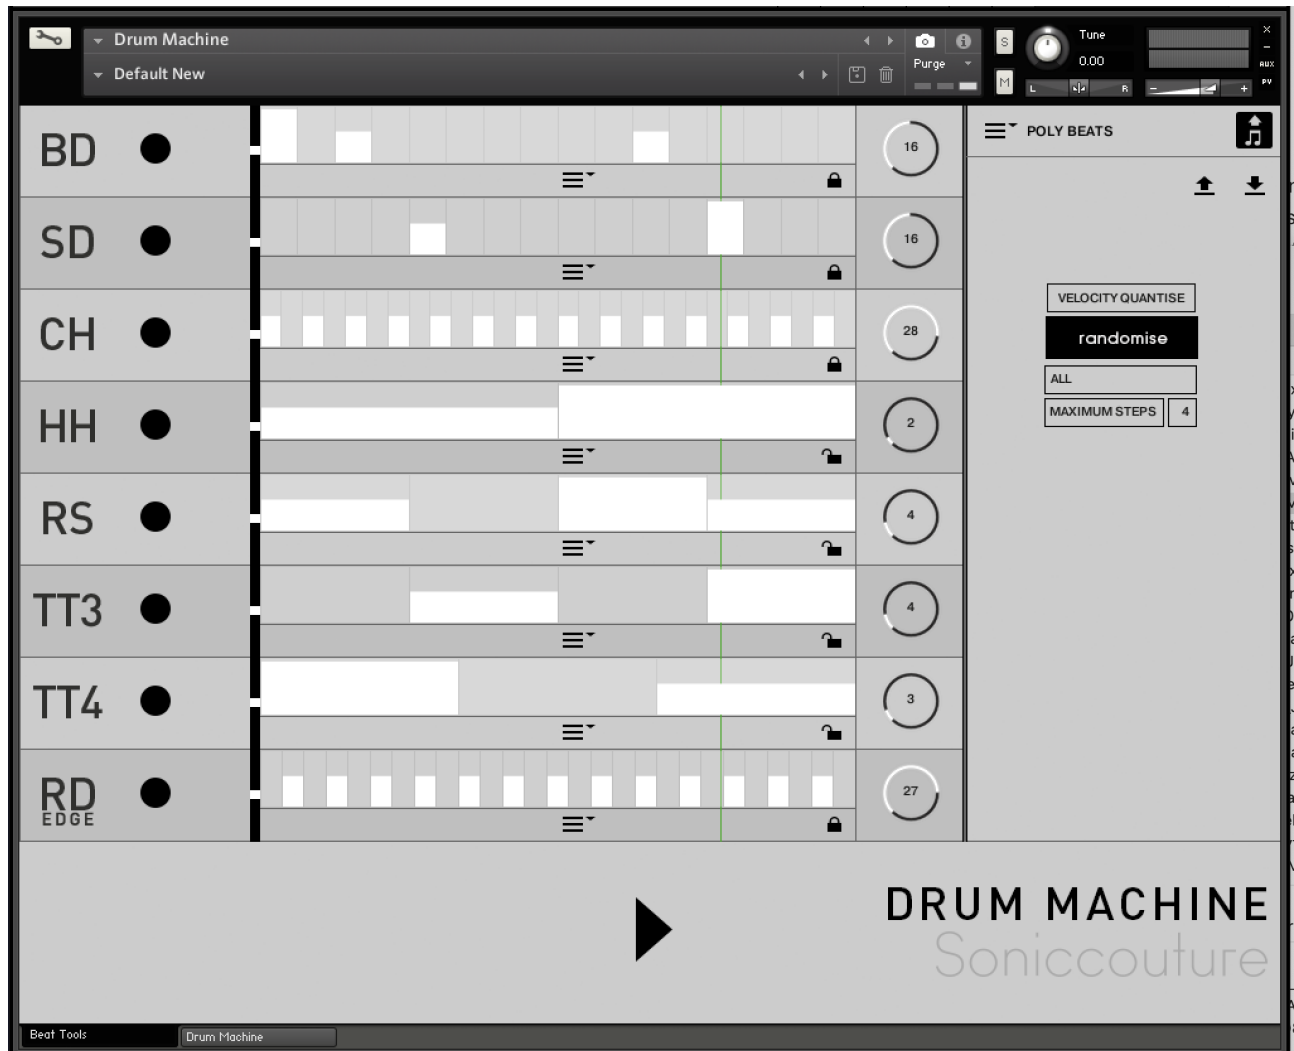 Drum Machine
Default New
Purge
S
M
Tune
0.00
L R
- +
×
-
AUX
PV
BD 16
SD 16
CH 28
HH 2
RS 4
TT3 4
TT4 3
RD 27
EDGE
POLY BEATS
VELOCITY QUANTISE
randomise
ALL
MAXIMUM STEPS 4
DRUM MACHINE
Soniccouture
Beat Tools
Drum Machine